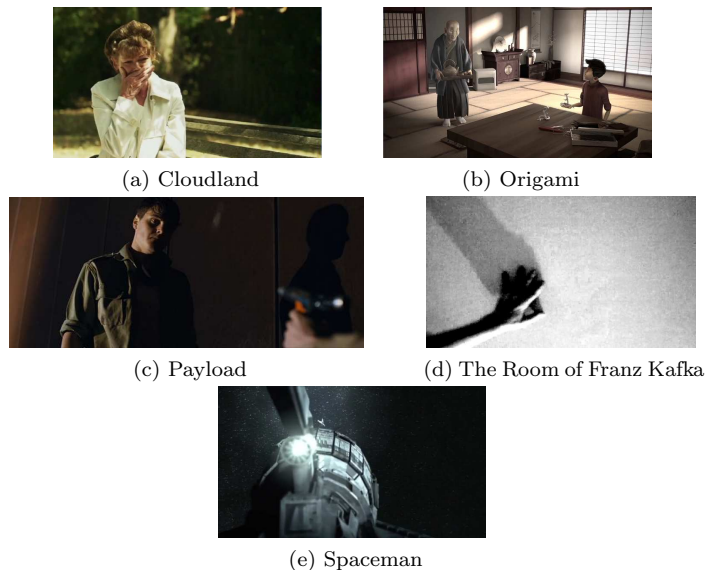 (a) Cloudland
(b) Origami
(c) Payload
(d) The Room of Franz Kafka
(e) Spaceman